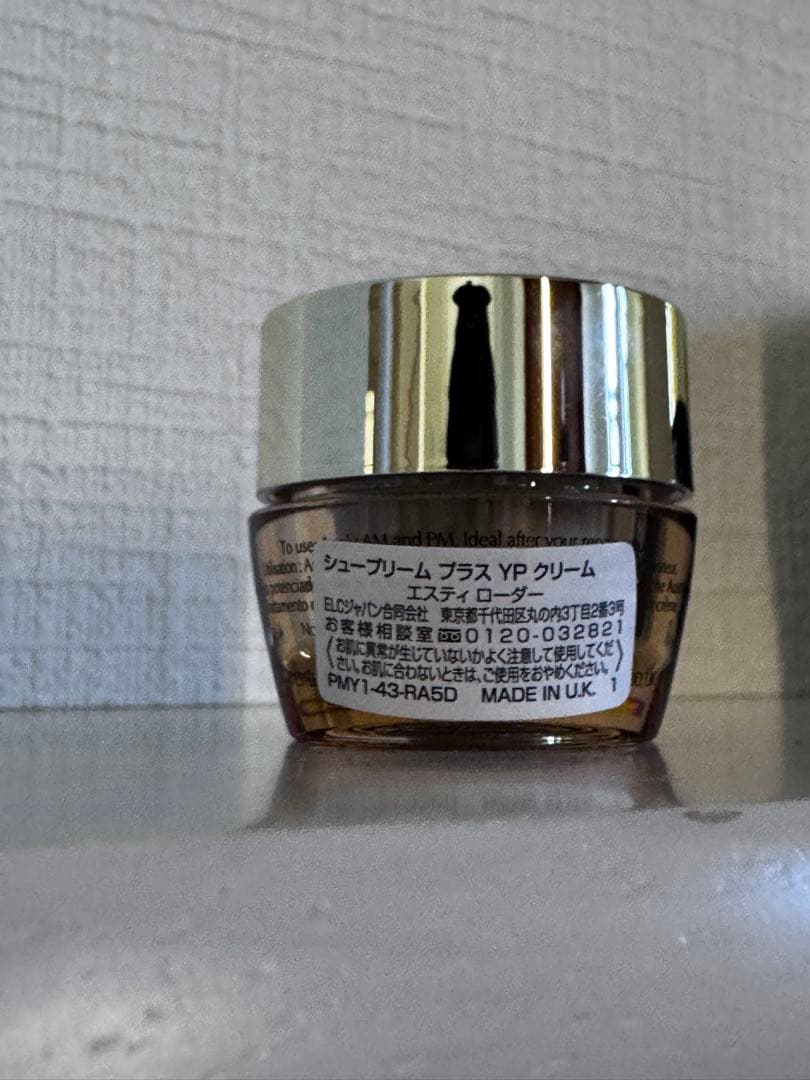 To use: AM and PM. Ideal after your
シュープリーム プラス YP クリーム
エスティ ローダー
ELCジャパン合同会社 東京都千代田区丸の内3丁目2番3号
お客様相談室 0120-032821
〈お肌に異常が生じていないかよく注意して使用してくだ
さい。お肌に合わないときは、ご使用をおやめください。〉
PMY1-43-RA5D MADE IN U.K. 1